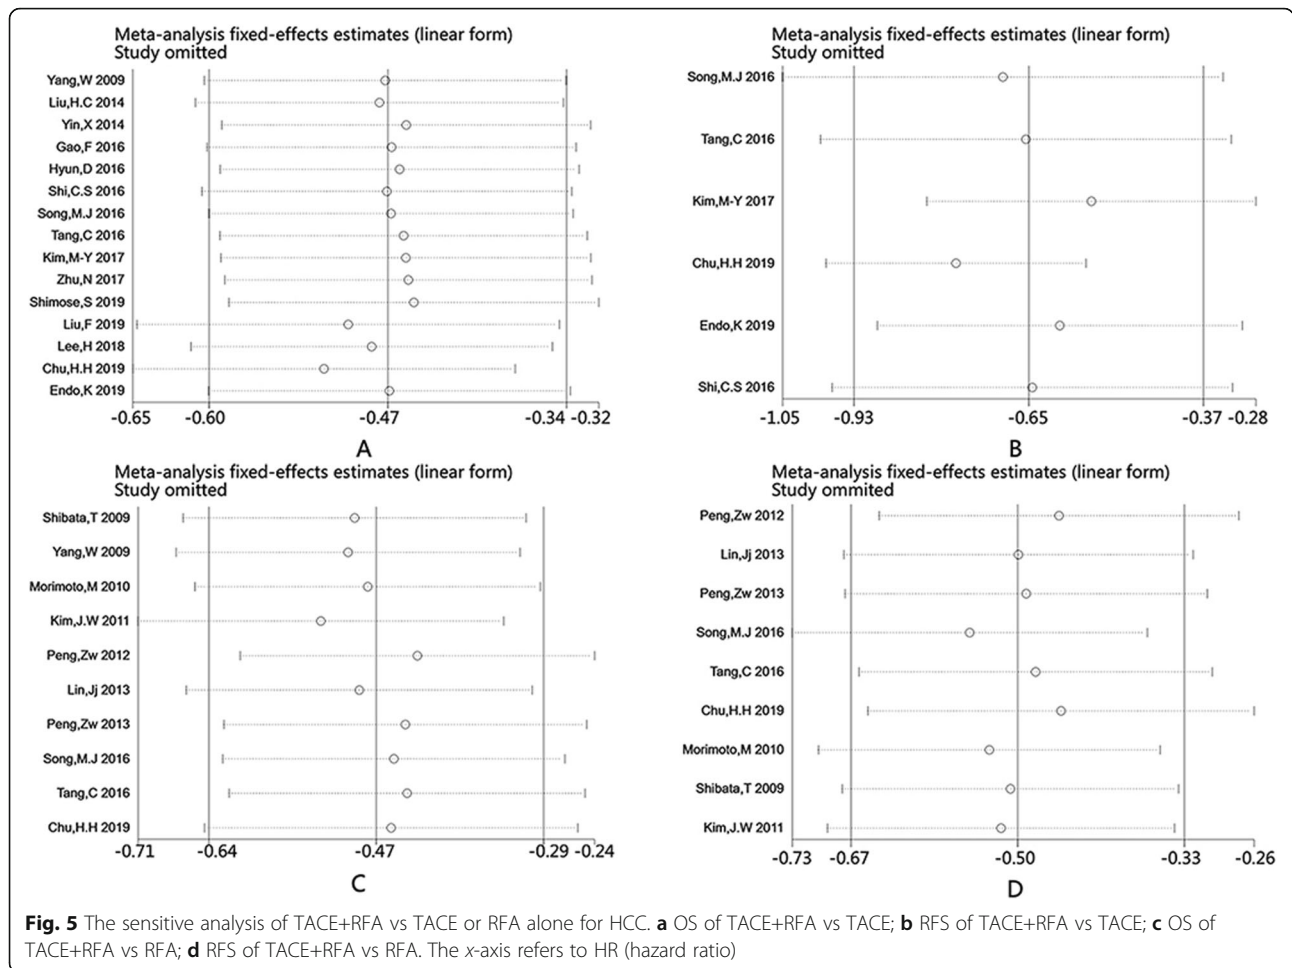 Meta-analysis fixed-effects estimates (linear form)
Study omitted
Yang,W 2009
Liu,H.C 2014
Yin,X 2014
Gao,F 2016
Hyun,D 2016
Shi,C.S 2016
Song,M.J 2016
Tang,C 2016
Kim,M-Y 2017
Zhu,N 2017
Shimose,S 2019
Liu,F 2019
Lee,H 2018
Chu,H.H 2019
Endo,K 2019
-0.65 -0.60 -0.47 -0.34 -0.32
A
Meta-analysis fixed-effects estimates (linear form)
Study omitted
Song,M.J 2016
Tang,C 2016
Kim,M-Y 2017
Chu,H.H 2019
Endo,K 2019
Shi,C.S 2016
-1.05 -0.93 -0.65 -0.37 -0.28
B
Meta-analysis fixed-effects estimates (linear form)
Study omitted
Shibata,T 2009
Yang,W 2009
Morimoto,M 2010
Kim,J.W 2011
Peng,Zw 2012
Lin,Jj 2013
Peng,Zw 2013
Song,M.J 2016
Tang,C 2016
Chu,H.H 2019
-0.71 -0.64 -0.47 -0.29 -0.24
C
Meta-analysis fixed-effects estimates (linear form)
Study ommited
Peng,Zw 2012
Lin,Jj 2013
Peng,Zw 2013
Song,M.J 2016
Tang,C 2016
Chu,H.H 2019
Morimoto,M 2010
Shibata,T 2009
Kim,J.W 2011
-0.73 -0.67 -0.50 -0.33 -0.26
D
Fig. 5 The sensitive analysis of TACE+RFA vs TACE or RFA alone for HCC. a OS of TACE+RFA vs TACE; b RFS of TACE+RFA vs TACE; c OS of
TACE+RFA vs RFA; d RFS of TACE+RFA vs RFA. The x-axis refers to HR (hazard ratio)